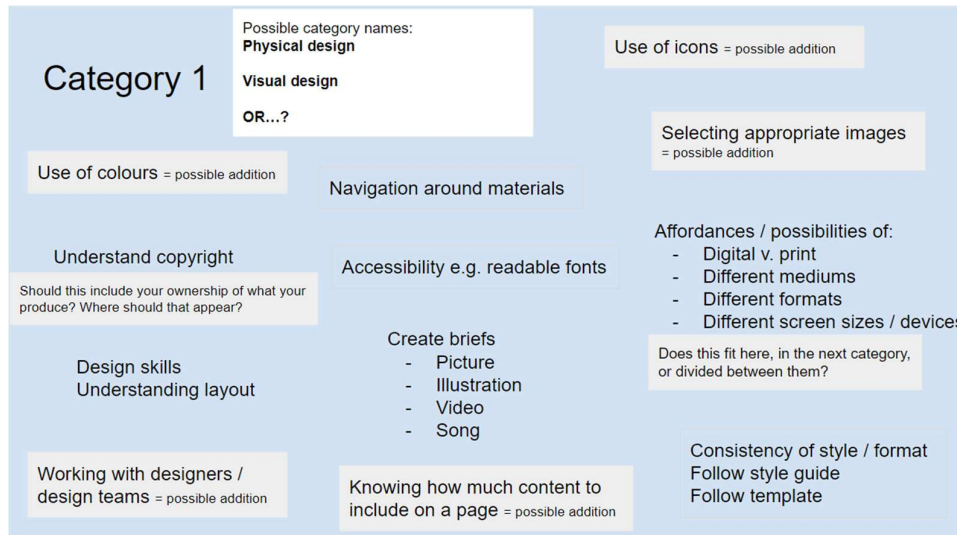 Category 1
Possible category names:
Physical design
Visual design
OR…?
Use of icons = possible addition
Selecting appropriate images
= possible addition
Use of colours = possible addition
Navigation around materials
Understand copyright
Should this include your ownership of what your
produce? Where should that appear?
Accessibility e.g. readable fonts
Affordances / possibilities of:
- Digital v. print
- Different mediums
- Different formats
- Different screen sizes / devices
Does this fit here, in the next category,
or divided between them?
Design skills
Understanding layout
Create briefs
- Picture
- Illustration
- Video
- Song
Working with designers /
design teams = possible addition
Knowing how much content to
include on a page = possible addition
Consistency of style / format
Follow style guide
Follow template